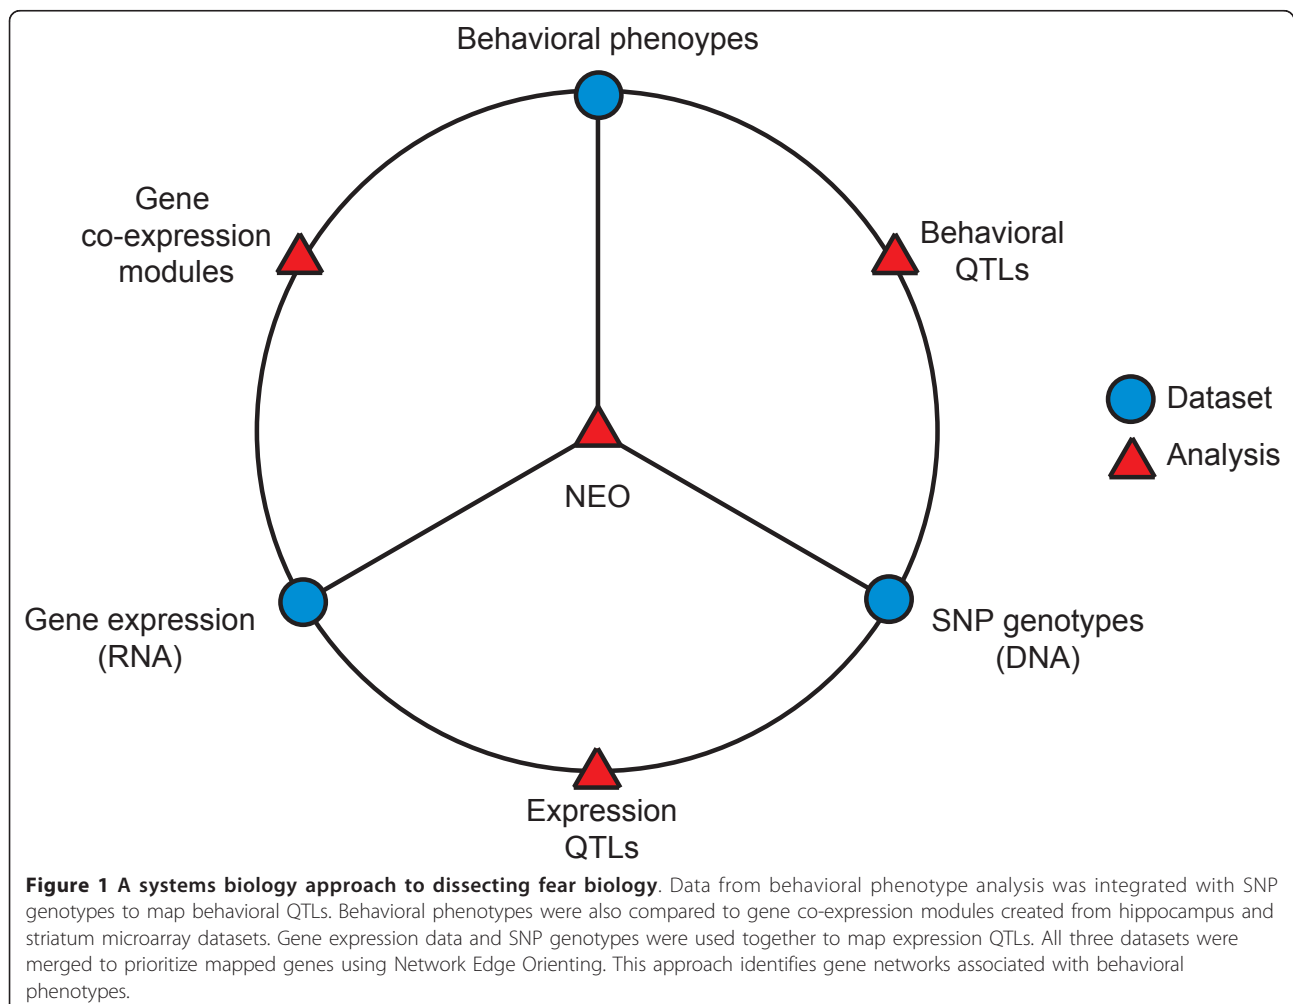 Behavioral phenoypes
Gene
co-expression
modules
Behavioral
QTLs
Dataset
Analysis
NEO
Gene expression
(RNA)
SNP genotypes
(DNA)
Expression
QTLs
Figure 1 A systems biology approach to dissecting fear biology. Data from behavioral phenotype analysis was integrated with SNP
genotypes to map behavioral QTLs. Behavioral phenotypes were also compared to gene co-expression modules created from hippocampus and
striatum microarray datasets. Gene expression data and SNP genotypes were used together to map expression QTLs. All three datasets were
merged to prioritize mapped genes using Network Edge Orienting. This approach identifies gene networks associated with behavioral
phenotypes.